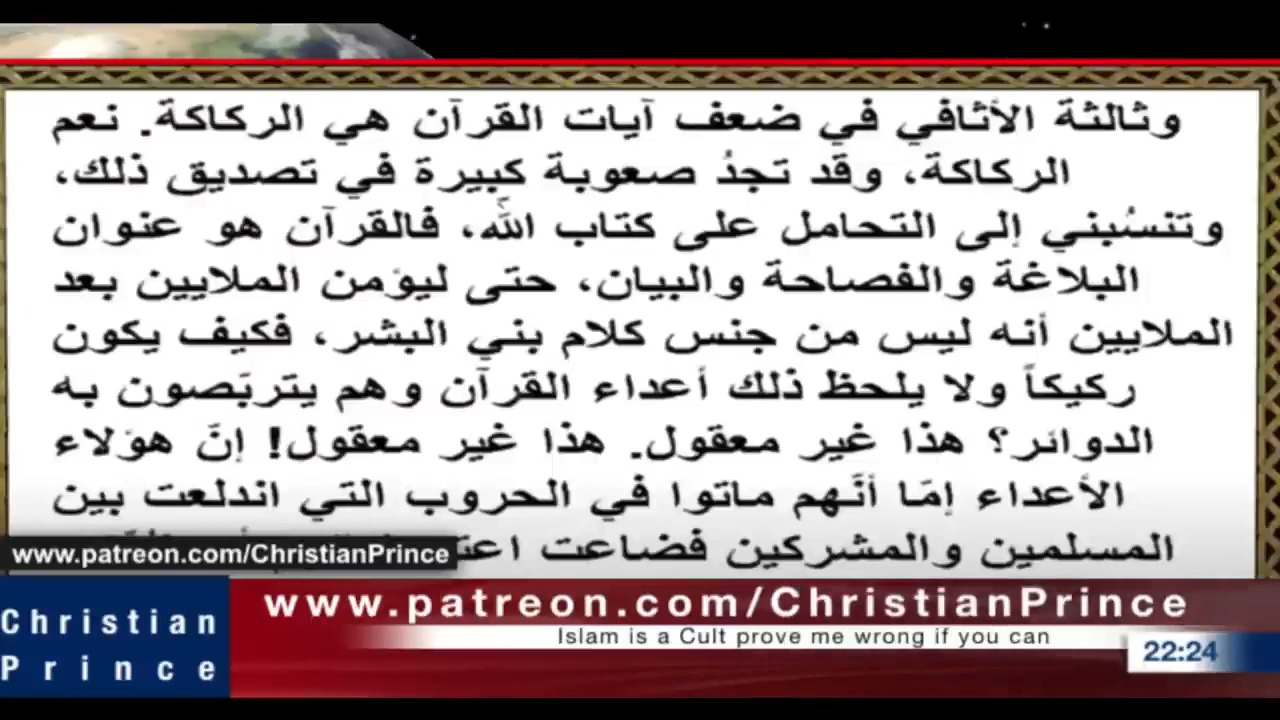 وثالثة الأثافي في ضعف آيات القرآن هي الركاكة. نعم
الركاكة، وقد تجدُ صعوبة كبيرة في تصديق ذلك،
وتنسُبني إلى التحامل على كتاب الله، فالقرآن هو عنوان
البلاغة والفصاحة والبيان، حتى ليؤمن الملايين بعد
الملايين أنه ليس من جنس كلام بني البشر، فكيف يكون
ركيكاً ولا يلحظ ذلك أعداء القرآن وهم يتربّصون به
الدوائر؟ هذا غير معقول. هذا غير معقول! إنّ هؤلاء
الأعداء إمّا أنّهم ماتوا في الحروب التي اندلعت بين
المسلمين والمشركين فضاعت
www.patreon.com/ChristianPrince
www.patreon.com/ChristianPrince
Islam is a Cult prove me wrong if you can
Christian
Prince
22:24